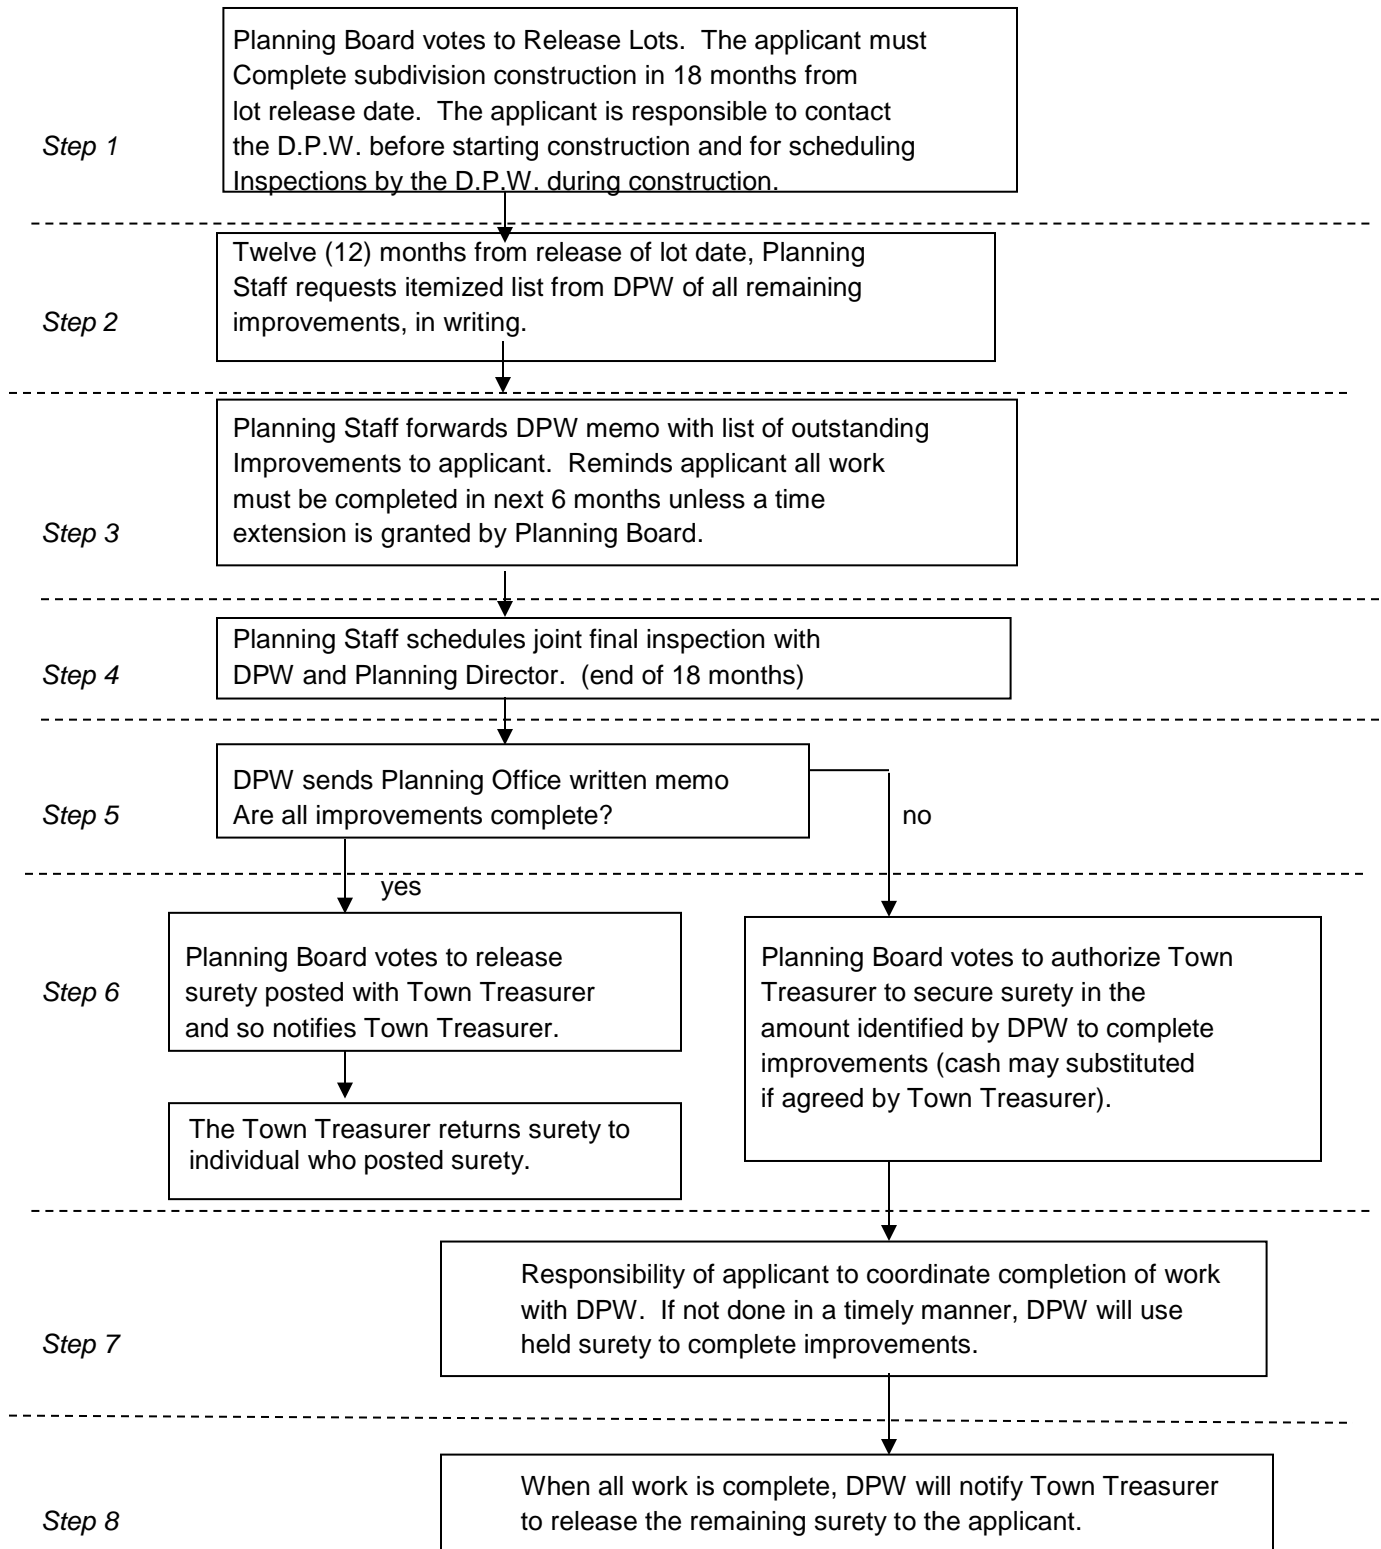 Planning Board votes to Release Lots.  The applicant must
Complete subdivision construction in 18 months from
lot release date.  The applicant is responsible to contact
Step 1
the D.P.W. before starting construction and for scheduling
Inspections by the D.P.W. during construction.
Twelve (12) months from release of lot date, Planning
Staff requests itemized list from DPW of all remaining
Step 2
improvements, in writing.
Planning Staff forwards DPW memo with list of outstanding
Improvements to applicant.  Reminds applicant all work
must be completed in next 6 months unless a time
Step 3
extension is granted by Planning Board.
Planning Staff schedules joint final inspection with
Step 4
DPW and Planning Director.  (end of 18 months)
DPW sends Planning Office written memo
Step 5
Are all improvements complete?
no
yes
Step 6
Planning Board votes to release
surety posted with Town Treasurer
and so notifies Town Treasurer.
The Town Treasurer returns surety to
individual who posted surety.
Planning Board votes to authorize Town
Treasurer to secure surety in the
amount identified by DPW to complete
improvements (cash may substituted
if agreed by Town Treasurer).
Responsibility of applicant to coordinate completion of work
with DPW.  If not done in a timely manner, DPW will use
Step 7
held surety to complete improvements.
When all work is complete, DPW will notify Town Treasurer
Step 8
to release the remaining surety to the applicant.